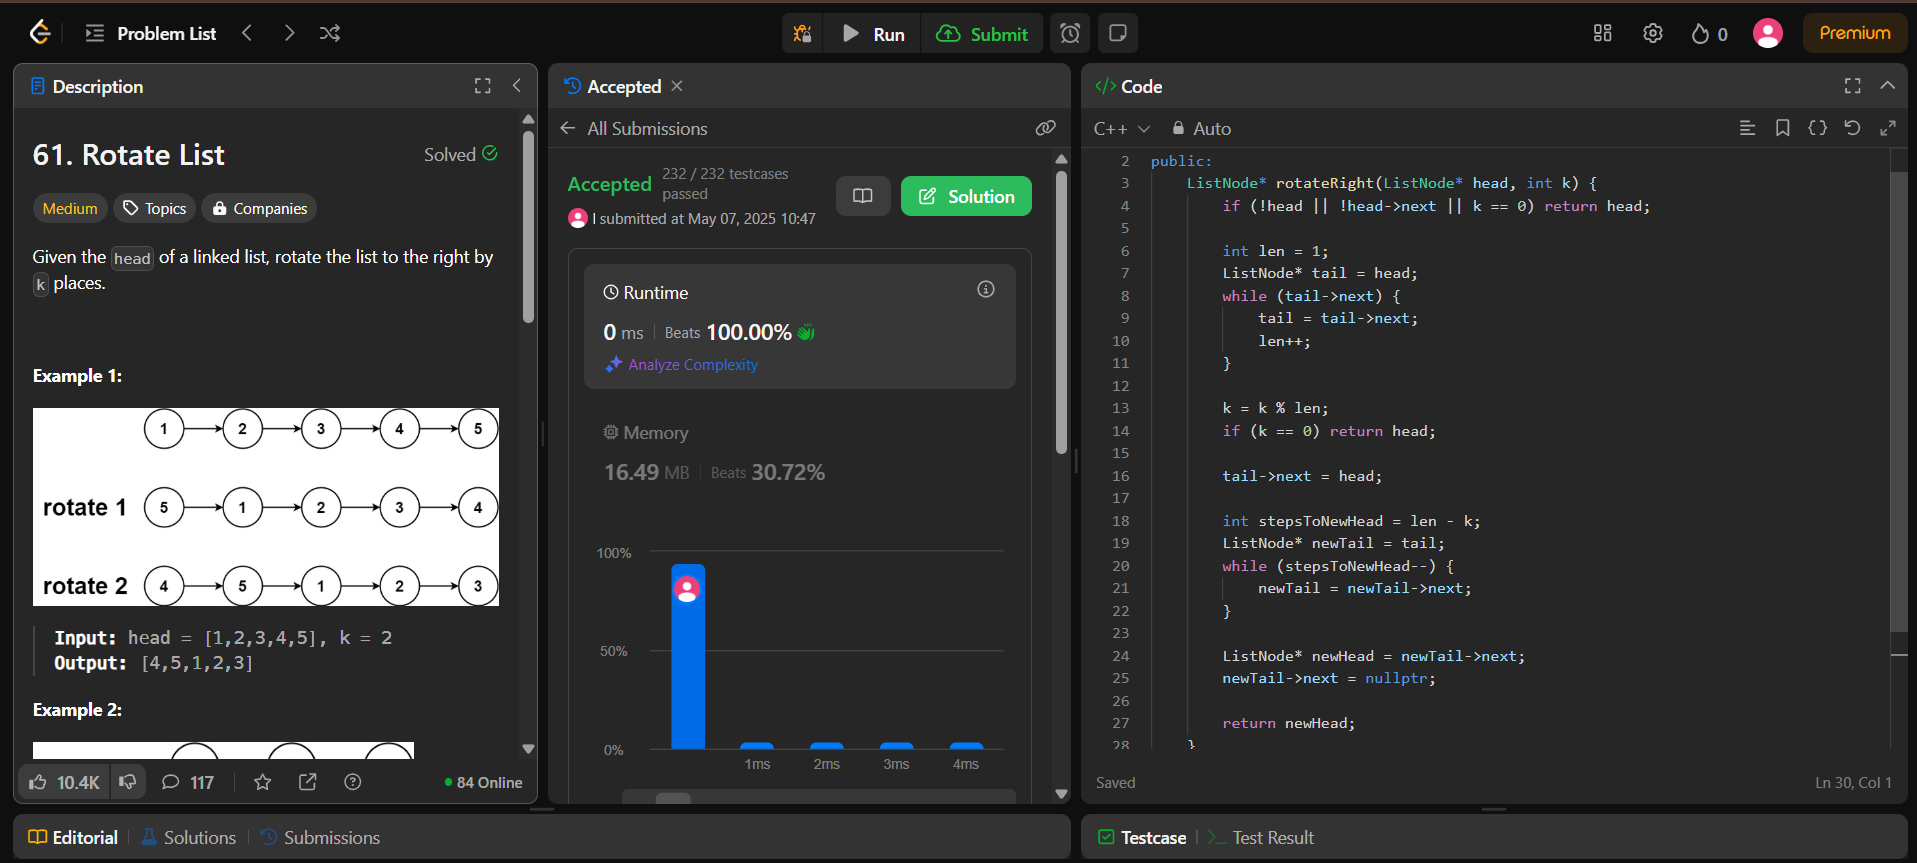 Problem List
Run
Submit
0
Premium
Description
61. Rotate List
Solved
Medium
Topics
Companies
Given the head of a linked list, rotate the list to the right by
k places.
Example 1:
1 2 3 4 5
rotate 1 5 1 2 3 4
rotate 2 4 5 1 2 3
Input: head = [1,2,3,4,5], k = 2
Output: [4,5,1,2,3]
Example 2:
10.4K
117
84 Online
Accepted
All Submissions
Accepted
232 / 232 testcases
passed
I submitted at May 07, 2025 10:47
Solution
Runtime
0 ms Beats 100.00%
Analyze Complexity
Memory
16.49 MB Beats 30.72%
100%
50%
0%
1ms 2ms 3ms 4ms
</> Code
C++ Auto
2 public:
3 ListNode* rotateRight(ListNode* head, int k) {
4 if (!head || !head->next || k == 0) return head;
5
6 int len = 1;
7 ListNode* tail = head;
8 while (tail->next) {
9 tail = tail->next;
10 len++;
11 }
12
13 k = k % len;
14 if (k == 0) return head;
15
16 tail->next = head;
17
18 int stepsToNewHead = len - k;
19 ListNode* newTail = tail;
20 while (stepsToNewHead--) {
21 newTail = newTail->next;
22 }
23
24 ListNode* newHead = newTail->next;
25 newTail->next = nullptr;
26
27 return newHead;
28 }
Saved
Ln 30, Col 1
Editorial
Solutions
Submissions
Testcase
Test Result